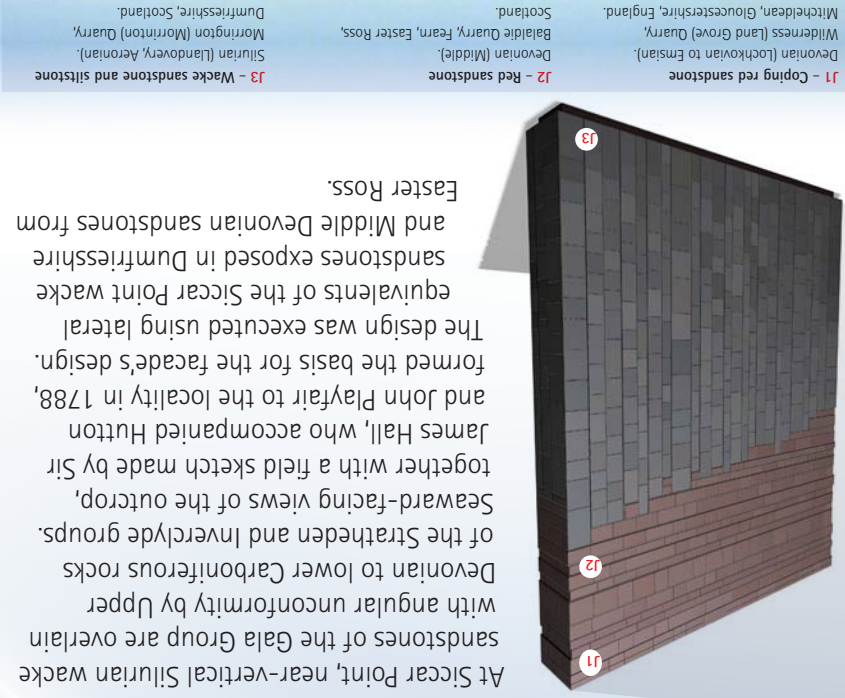 At Siccar Point, near-vertical Silurian wacke
sandstones of the Gala Group are overlain
with angular unconformity by Upper
Devonian to lower Carboniferous rocks
of the Stratheden and Inverclyde groups.
Seaward-facing views of the outcrop,
together with a field sketch made by Sir
James Hall, who accompanied Hutton
and John Playfair to the locality in 1788,
formed the basis for the facade's design.
The design was executed using lateral
equivalents of the Siccar Point wacke
sandstones exposed in Dumfriesshire
and Middle Devonian sandstones from
Easter Ross.
J1
J2
J3
J1 – Coping red sandstone
Devonian (Lochkovian to Emsian).
Wilderness (Land Grove) Quarry,
Mitcheldean, Gloucestershire, England.
J2 – Red sandstone
Devonian (Middle).
Balaldie Quarry, Fearn, Easter Ross,
Scotland.
J3 – Wacke sandstone and siltstone
Silurian (Llandovery, Aeronian).
Morrington (Morrinton) Quarry,
Dumfriesshire, Scotland.